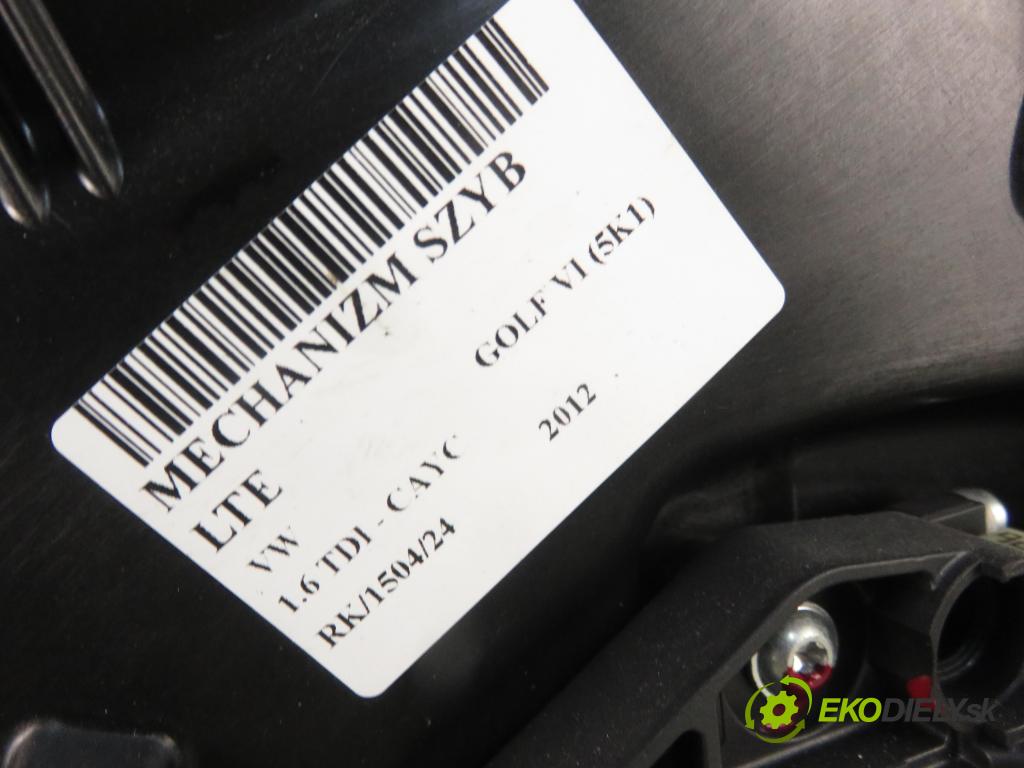 MECHANIZM SZYB
LTE
VW GOLF VI (5K1)
1.6 TDI - CAYC 2012
RK/1504/24
EKODIELY.sk